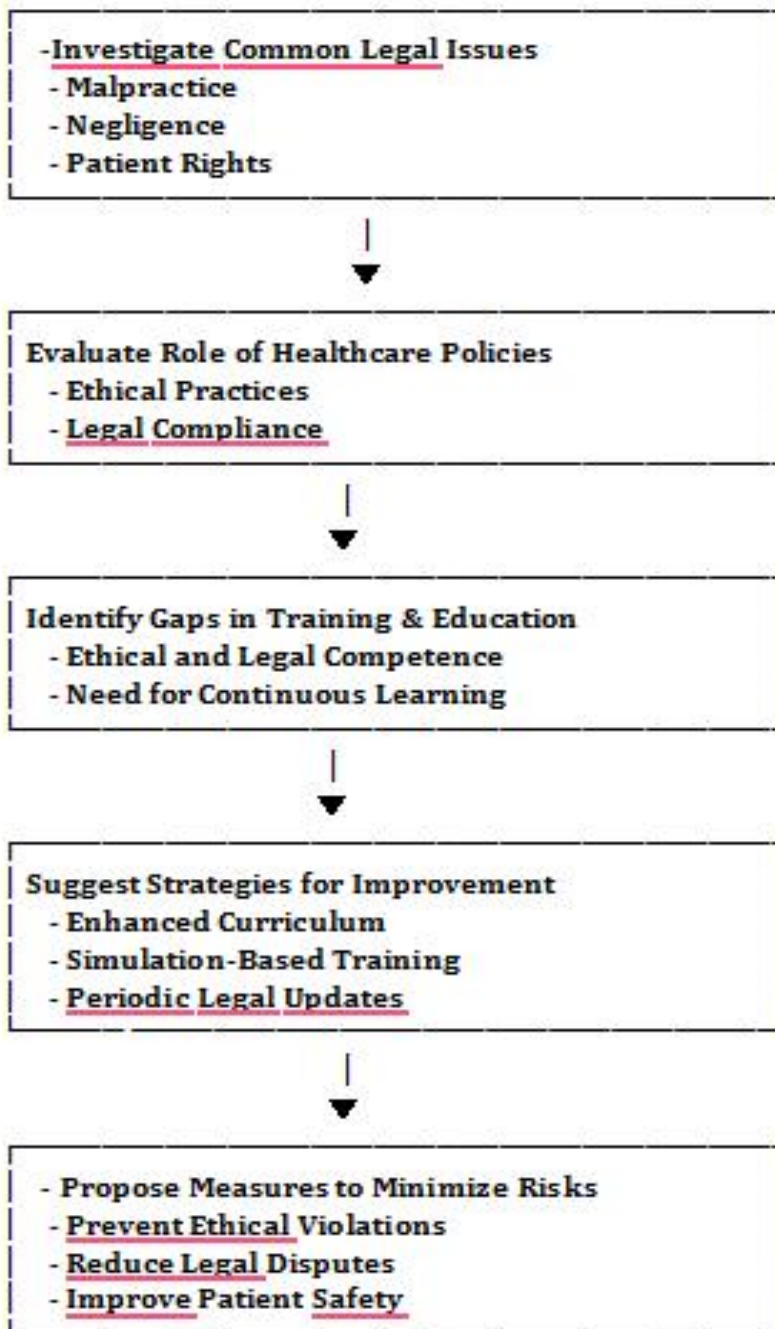 -Investigate Common Legal Issues
- Malpractice
- Negligence
- Patient Rights
Evaluate Role of Healthcare Policies
- Ethical Practices
- Legal Compliance
Identify Gaps in Training & Education
- Ethical and Legal Competence
- Need for Continuous Learning
Suggest Strategies for Improvement
- Enhanced Curriculum
- Simulation-Based Training
- Periodic Legal Updates
- Propose Measures to Minimize Risks
- Prevent Ethical Violations
- Reduce Legal Disputes
- Improve Patient Safety